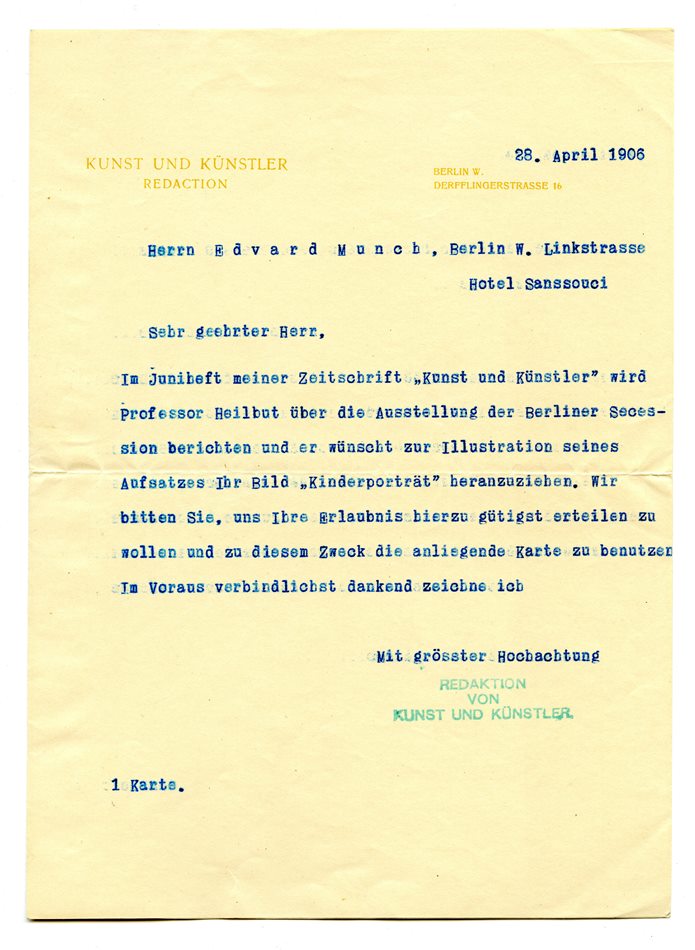 28. April 1906
KUNST UND KÜNSTLER
REDACTION
BERLIN W.
DERFFLINGERSTRASSE 16
Herrn Edvard Munch, Berlin W. Linkstrasse
Hotel Sanssouci
Sehr geehrter Herr,
Im Juniheft meiner Zeitschrift „Kunst und Künstler” wird
Professor Heilbut über die Ausstellung der Berliner Seces-
sion berichten und er wünscht zur Illustration seines
Aufsatzes Ihr Bild „Kinderporträt” heranzuziehen. Wir
bitten Sie, uns Ihre Erlaubnis hierzu gütigst erteilen zu
wollen und zu diesem Zweck die anliegende Karte zu benutzen
Im Voraus verbindlichst dankend zeichne ich
Mit grösster Hochachtung
REDAKTION
VON
KUNST UND KÜNSTLER.
1 Karte.